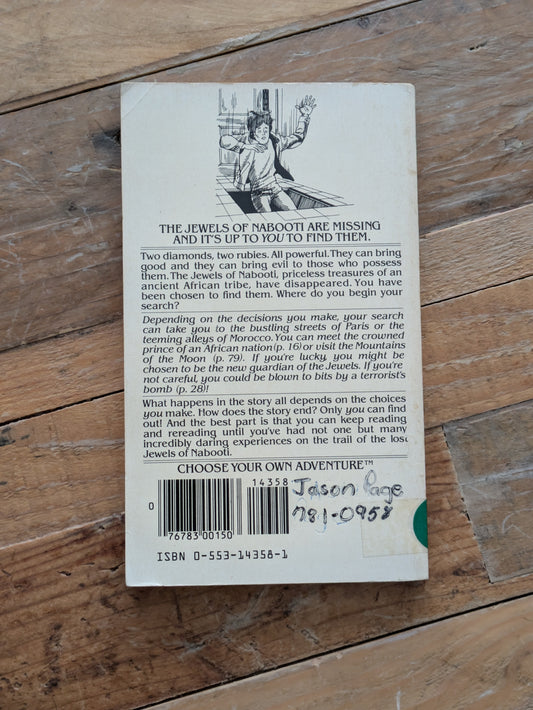 THE JEWELS OF NABOOTI ARE MISSING
AND IT'S UP TO YOU TO FIND THEM.
Two diamonds, two rubies. All powerful. They can bring
good and they can bring evil to those who possess
them. The Jewels of Nabooti, priceless treasures of an
ancient African tribe, have disappeared. You have
been chosen to find them. Where do you begin your
search?
Depending on the decisions you make, your search
can take you to the bustling streets of Paris or the
teeming alleys of Morocco. You can meet the crowned
prince of an African nation (p. 16) or visit the Mountains
of the Moon (p. 79). If you're lucky, you might be
chosen to be the new guardian of the Jewels. If you're
not careful, you could be blown to bits by a terrorist's
bomb (p. 28)!
What happens in the story all depends on the choices
you make. How does the story end? Only you can find
out! And the best part is that you can keep reading
and rereading until you've had not one but many
incredibly daring experiences on the trail of the lost
Jewels of Nabooti.
CHOOSE YOUR OWN ADVENTURE™
14358
Jason Page
781-0958
0
76783 00150
ISBN 0-553-14358-1